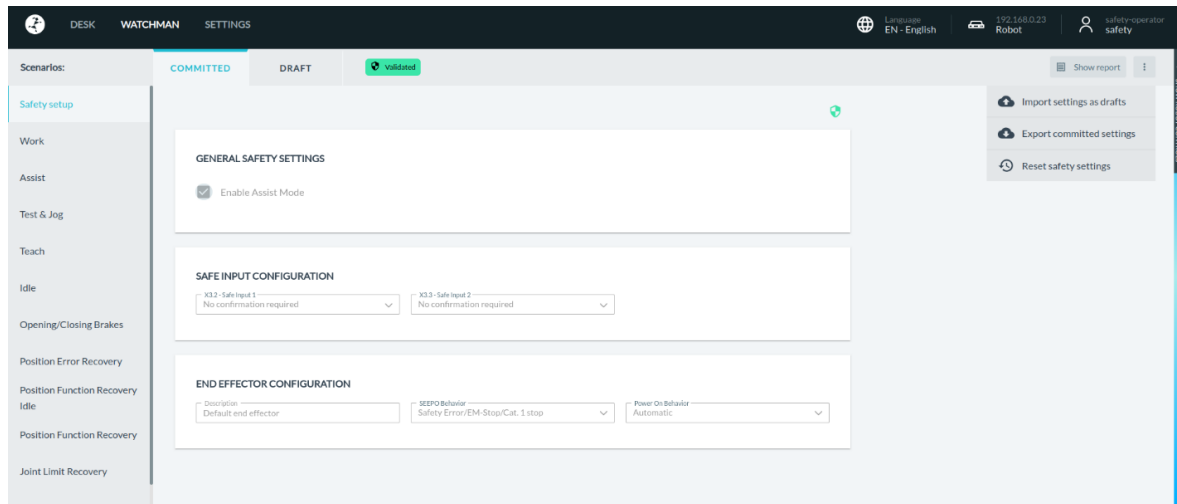 DESK WATCHMAN SETTINGS
Language
EN - English
192.168.0.23
Robot
safety-operator
safety
Scenarios:
COMMITTED DRAFT Validated Show report
Safety setup
Work
Assist
Test & Jog
Teach
Idle
Opening/Closing Brakes
Position Error Recovery
Position Function Recovery
Idle
Position Function Recovery
Joint Limit Recovery
Import settings as drafts
Export committed settings
Reset safety settings
GENERAL SAFETY SETTINGS
Enable Assist Mode
SAFE INPUT CONFIGURATION
X3.2 - Safe Input 1
No confirmation required
X3.3 - Safe Input 2
No confirmation required
END EFFECTOR CONFIGURATION
Description
Default end effector
SEEPO Behavior
Safety Error/EM-Stop/Cat. 1 stop
Power On Behavior
Automatic